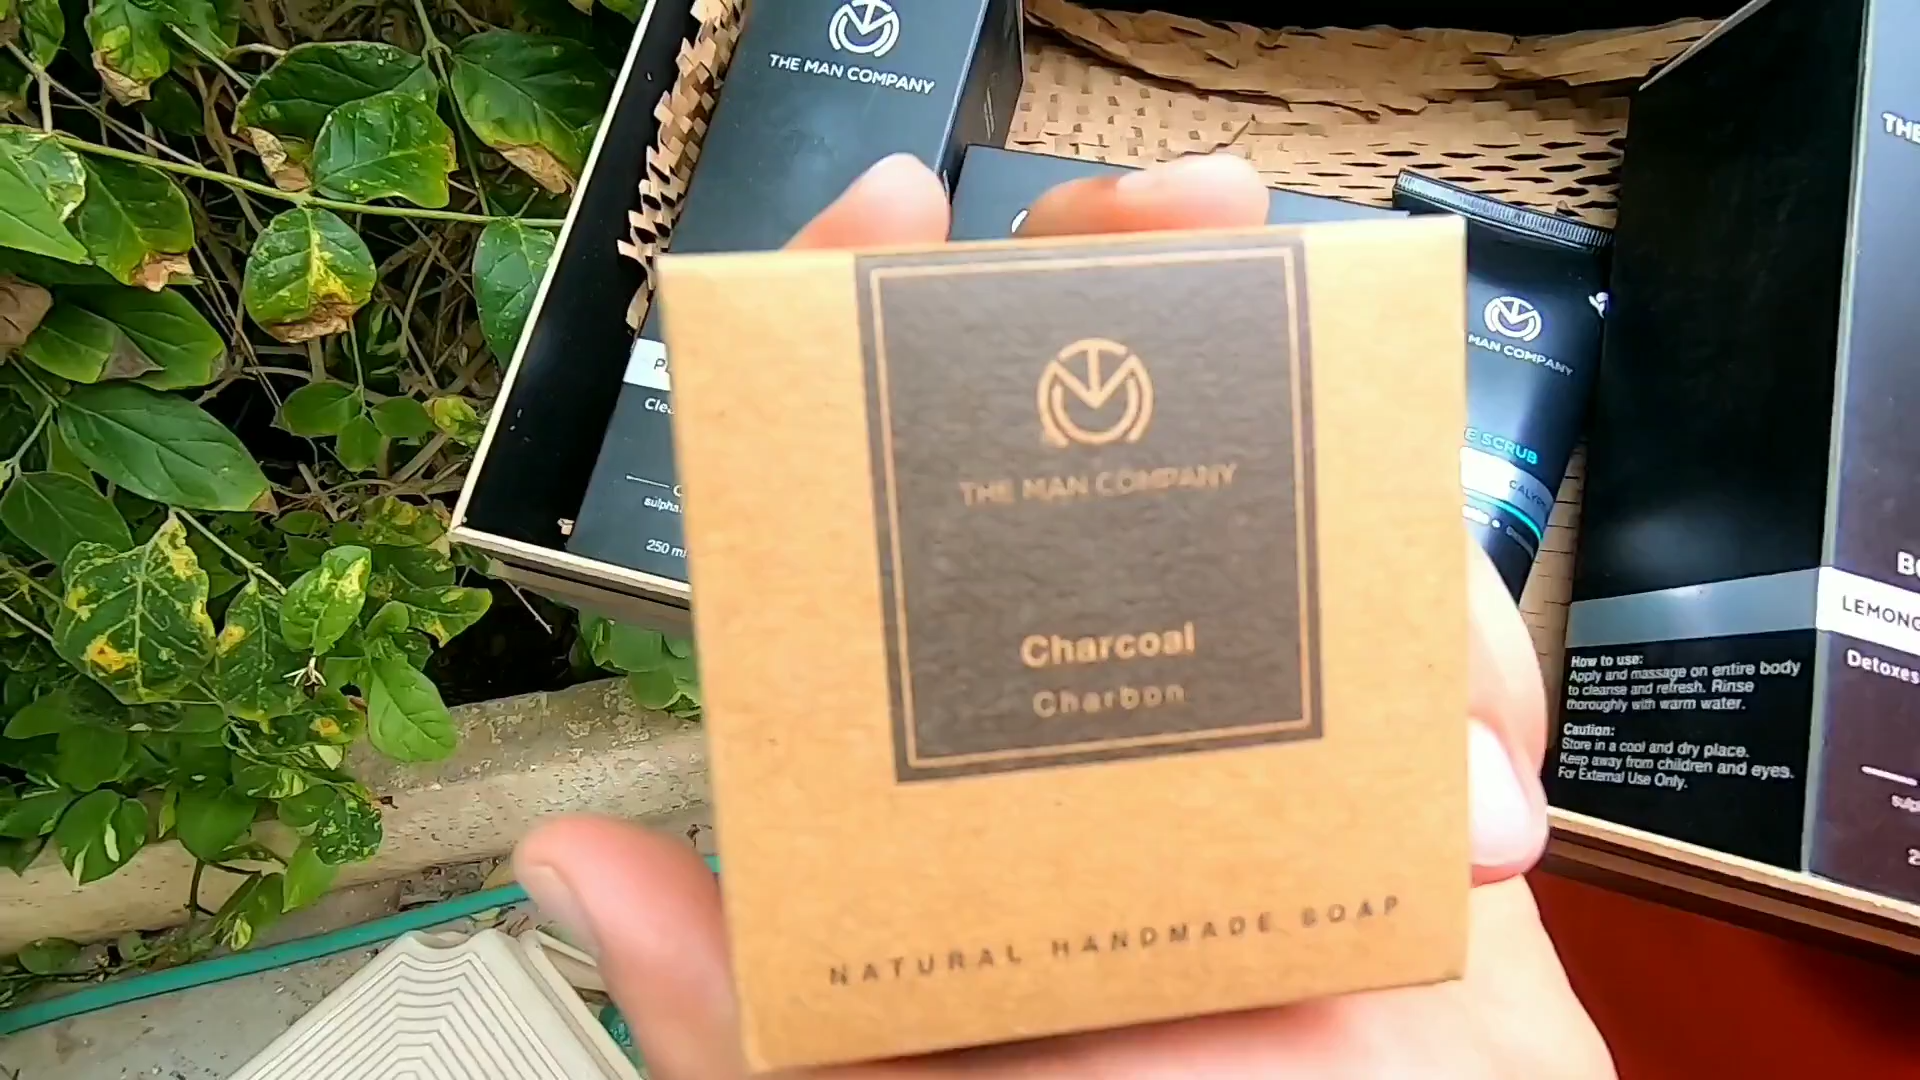 THE MAN COMPANY
THE MAN COMPANY
Charcoal
Charbon
NATURAL HANDMADE SOAP
250 ml
MAN COMPANY
SCRUB
How to use:
Apply and massage on entire body
to cleanse and refresh. Rinse
thoroughly with warm water.
Caution:
Store in a cool and dry place.
Keep away from children and eyes.
For External Use Only.
THE